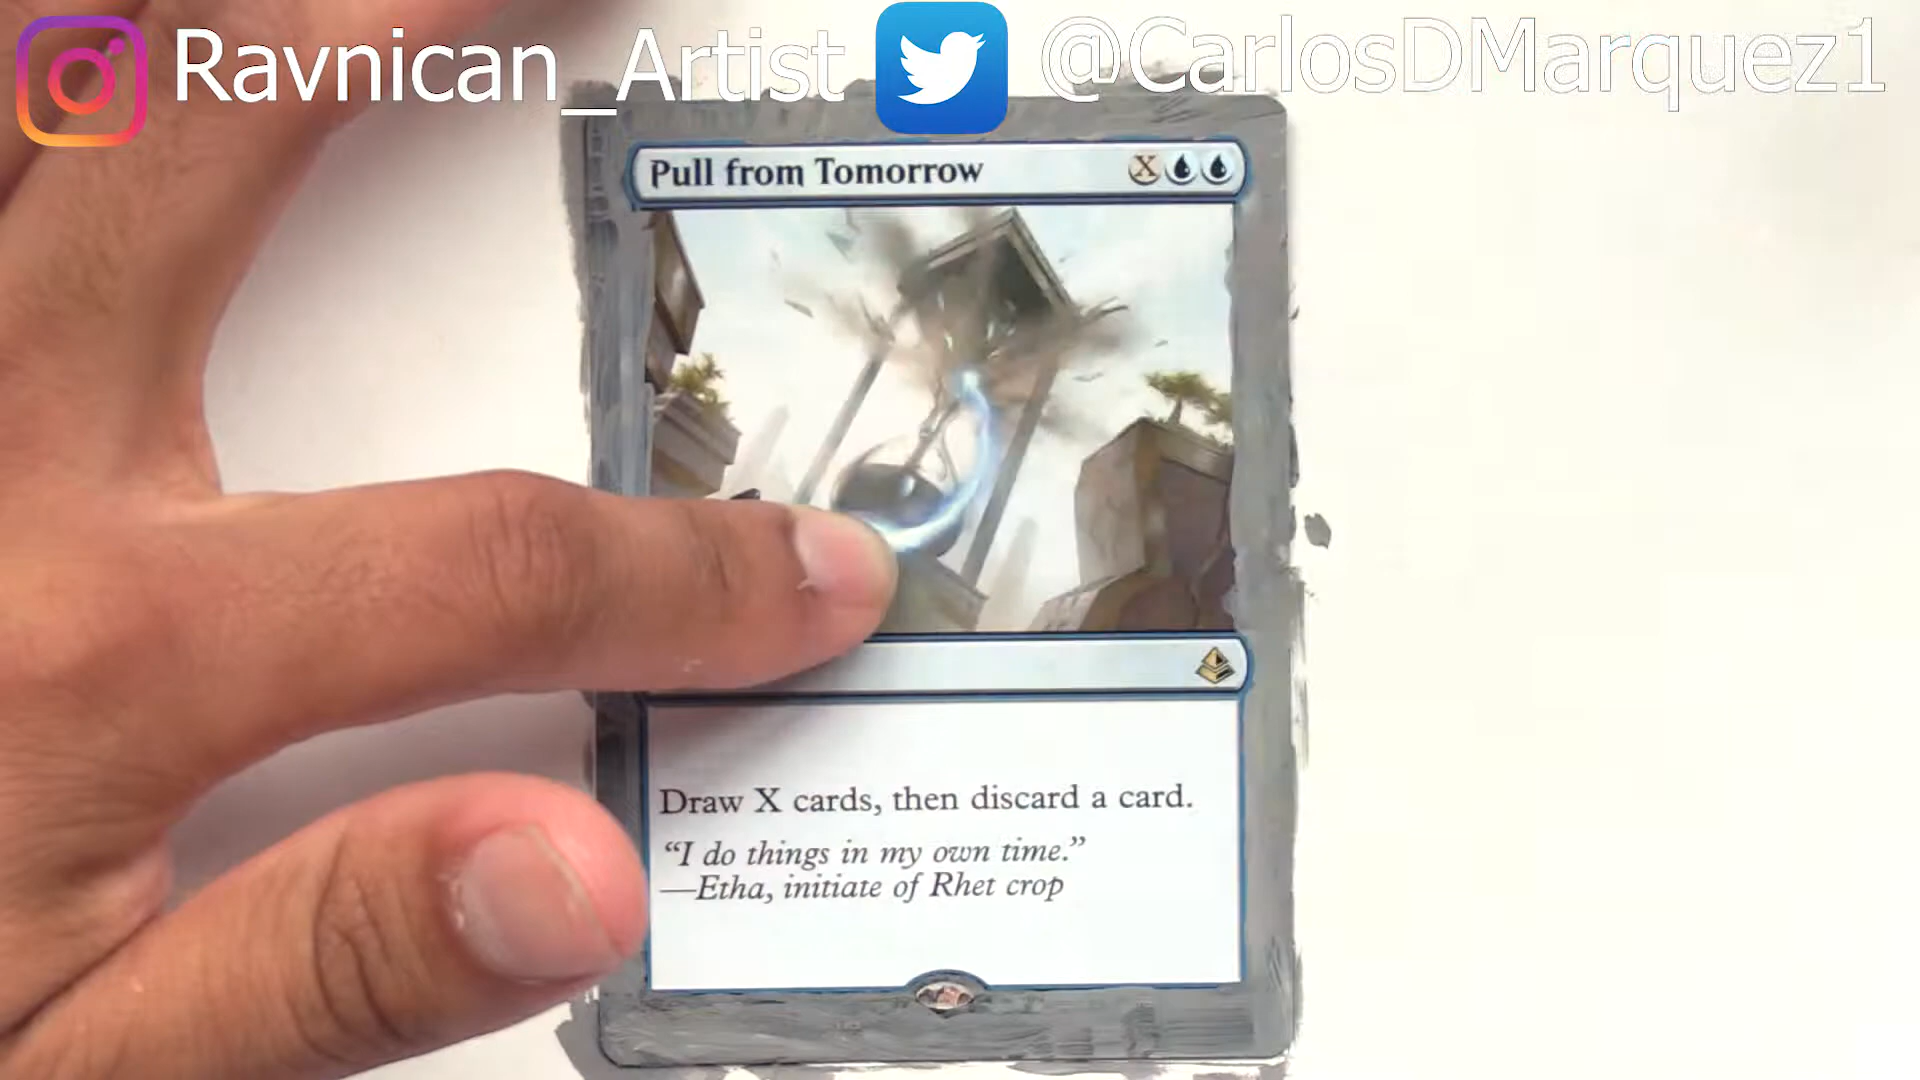 Ravnican_Artist @CarlosDMarquez1
Pull from Tomorrow X
Draw X cards, then discard a card.
“I do things in my own time.”
—Etha, initiate of Rhet crop